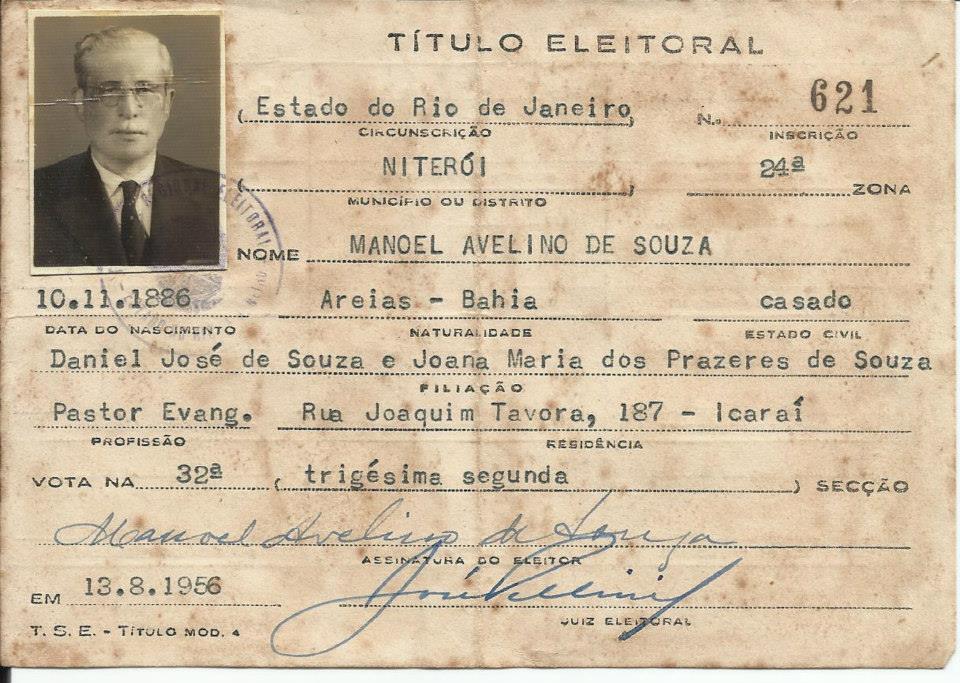 TÍTULO ELEITORAL
Estado do Rio de Janeiro
N. 621
CIRCUNSCRIÇÃO
INSCRIÇÃO
NITERÓI
24ª ZONA
MUNICÍPIO OU DISTRITO
NOME MANOEL AVELINO DE SOUZA
10.11.1886 Areias - Bahia casado
DATA DO NASCIMENTO NATURALIDADE ESTADO CIVIL
Daniel José de Souza e Joana Maria dos Prazeres de Souza
FILIAÇÃO
Pastor Evang. Rua Joaquim Tavora, 187 - Icaraí
PROFISSÃO RESIDÊNCIA
VOTA NA 32ª ( trigésima segunda ) SECÇÃO
Manoel Avelino de Souza
ASSINATURA DO ELEITOR
EM 13.8.1956
JUIZ ELEITORAL
T. S. E. - TÍTULO MOD. 4